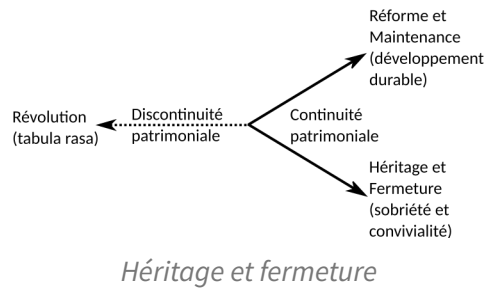 Réforme et
Maintenance
(développement
durable)
Révolution
(tabula rasa)
Discontinuité
patrimoniale
Continuité
patrimoniale
Héritage et
Fermeture
(sobriété et
convivialité)
Héritage et fermeture